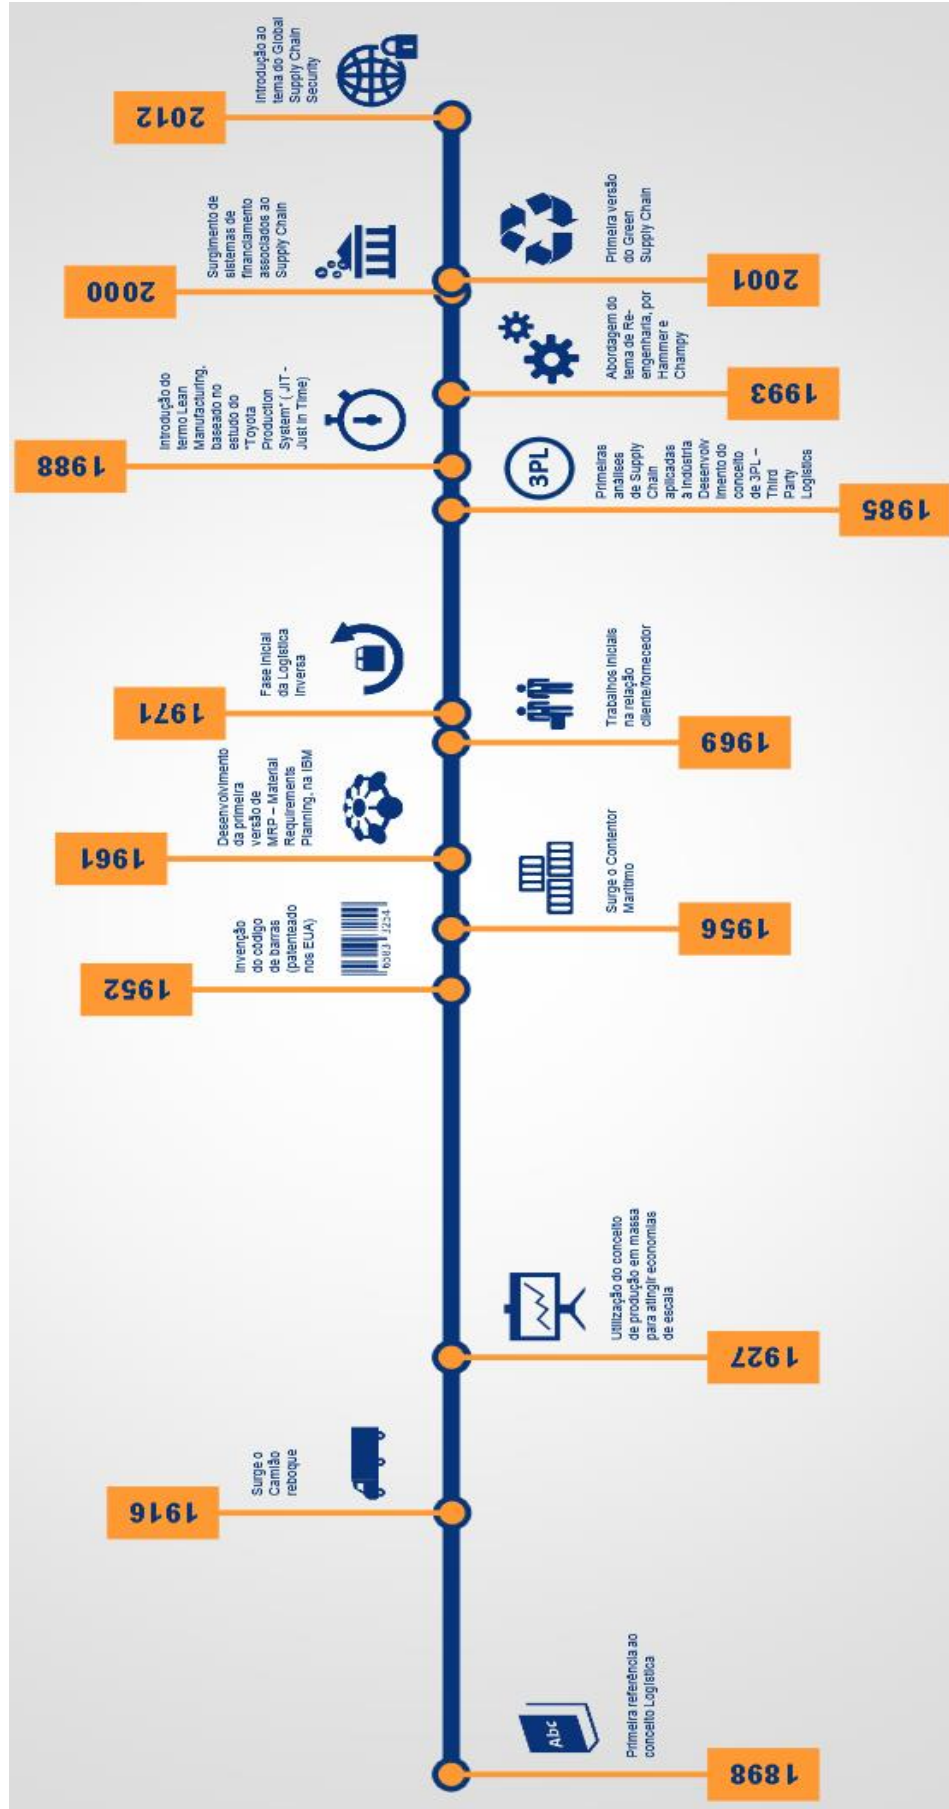 1898
Abc
Primeira referência ao
conceito Logística
1916
Surge o
Camião
reboque
1927
Utilização do conceito
de produção em massa
para atingir economias
de escala
1952
Invenção
do código
de barras
(patenteado
nos EUA)
6583 3254
1956
Surge o Contentor
Marítimo
1961
Desenvolvimento
da primeira
versão de
MRP – Material
Requirements
Planning, na IBM
1969
Trabalhos iniciais
na relação
cliente/fornecedor
1971
Fase inicial
da Logística
Inversa
1985
3PL
Primeiras
análises
de Supply
Chain
aplicadas
à Indústria
Desenvolv
imento do
conceito
de 3PL –
Third
Party
Logistics
1988
Introdução do
termo Lean
Manufacturing,
baseado no
estudo do
"Toyota
Production
System" ( JIT -
Just In Time)
1993
Abordagem do
tema de Re-
engenharia, por
Hammer e
Champy
2000
Surgimento de
sistemas de
financiamento
associados ao
Supply Chain
2001
Primeira versão
do Green
Supply Chain
2012
Introdução ao
tema do Global
Supply Chain
Security